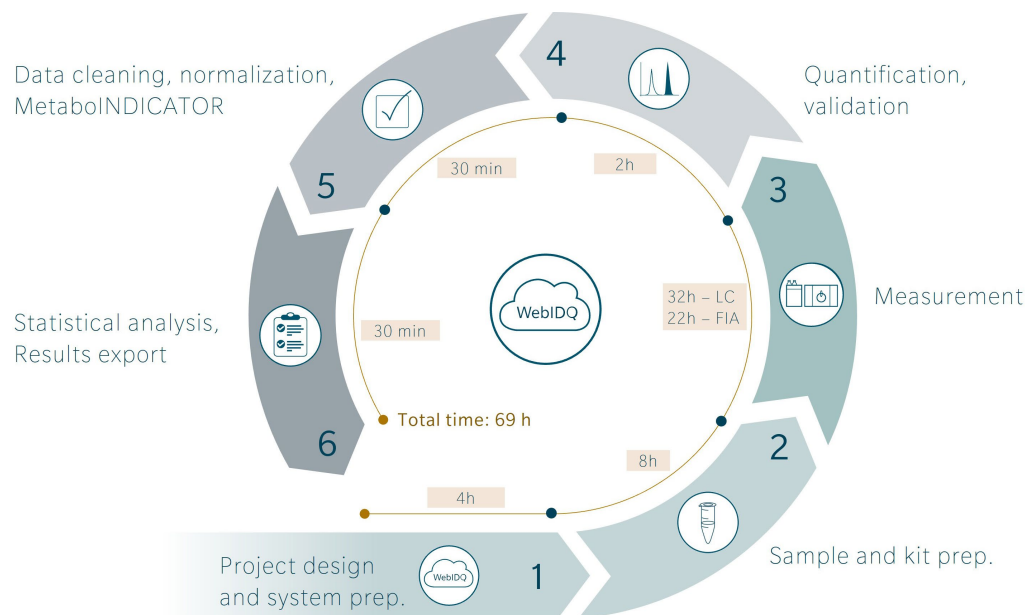 Data cleaning, normalization,
MetaboINDICATOR
5
30 min
4
2h
Quantification,
validation
3
32h – LC
22h – FIA
Measurement
WebIDQ
Statistical analysis,
Results export
30 min
6
Total time: 69 h
4h
8h
2
Sample and kit prep.
Project design
and system prep.
WebIDQ
1